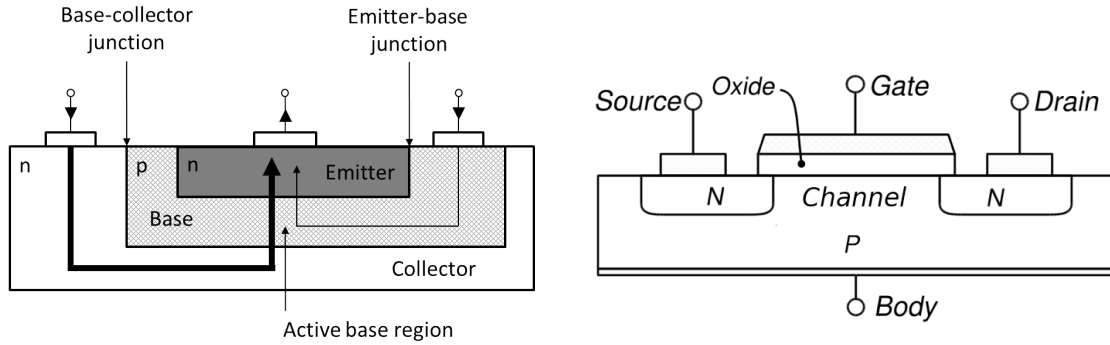 Base-collector
junction
Emitter-base
junction
n
p
n
Emitter
Base
Collector
Active base region
Source
Oxide
Gate
Drain
N
Channel
N
P
Body